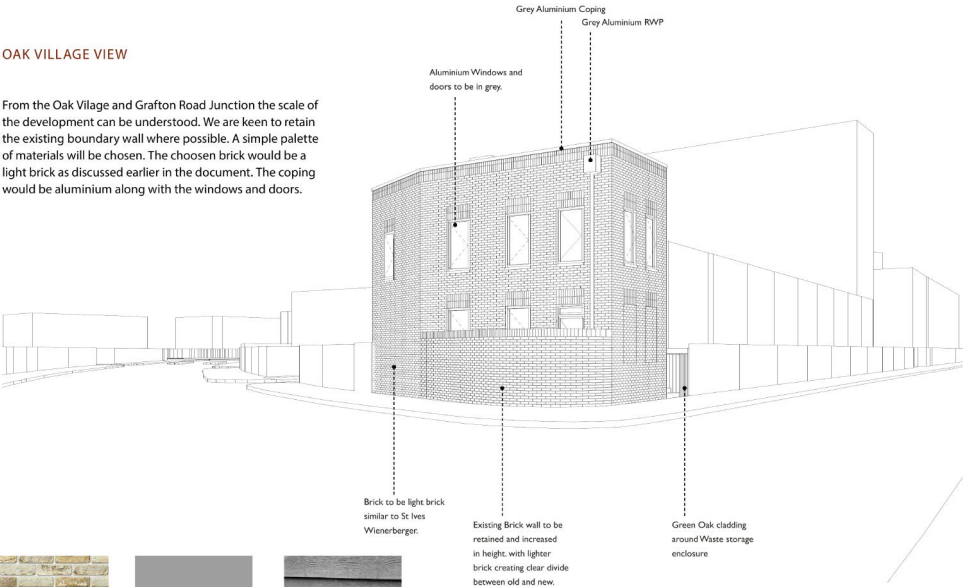 Grey Aluminium Coping
Grey Aluminium RWP
OAK VILLAGE VIEW
Aluminium Windows and
doors to be in grey.
From the Oak Vilage and Grafton Road Junction the scale of
the development can be understood. We are keen to retain
the existing boundary wall where possible. A simple palette
of materials will be chosen. The choosen brick would be a
light brick as discussed earlier in the document. The coping
would be aluminium along with the windows and doors.
Brick to be light brick
similar to St Ives
Wienerberger.
Existing Brick wall to be
retained and increased
in height, with lighter
brick creating clear divide
between old and new.
Green Oak cladding
around Waste storage
enclosure